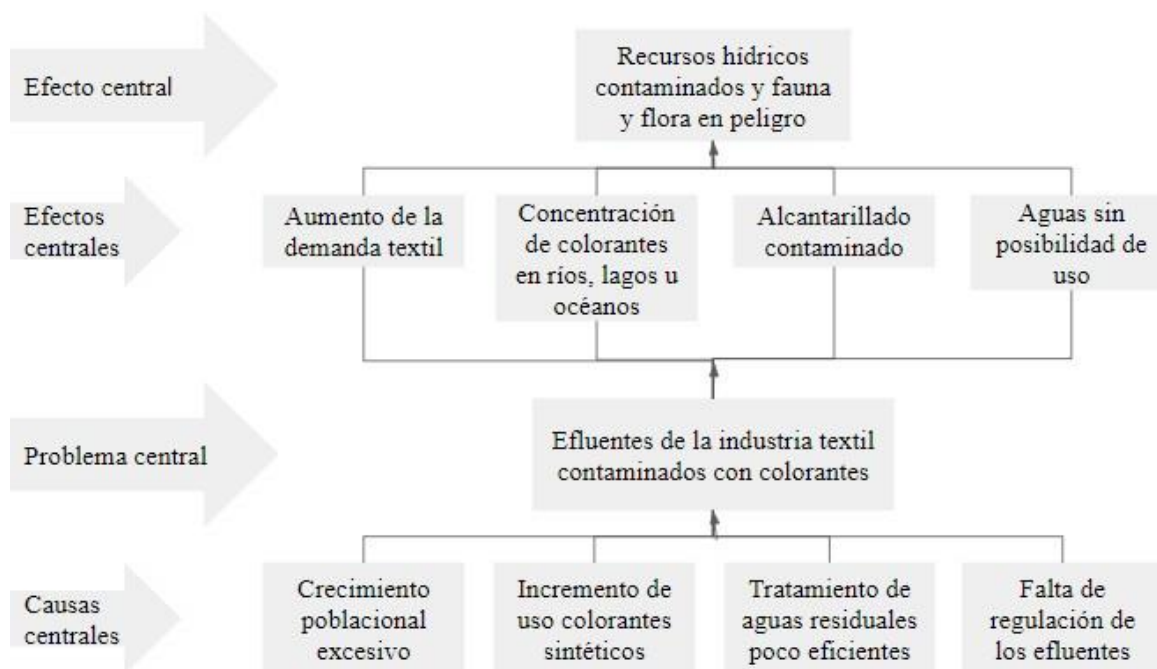 Efecto central
Recursos hídricos
contaminados y fauna
y flora en peligro
Efectos
centrales
Aumento de la
demanda textil
Concentración
de colorantes
en ríos, lagos u
océanos
Alcantarillado
contaminado
Aguas sin
posibilidad de
uso
Problema central
Efluentes de la industria textil
contaminados con colorantes
Causas
centrales
Crecimiento
poblacional
excesivo
Incremento de
uso colorantes
sintéticos
Tratamiento de
aguas residuales
poco eficientes
Falta de
regulación de
los efluentes